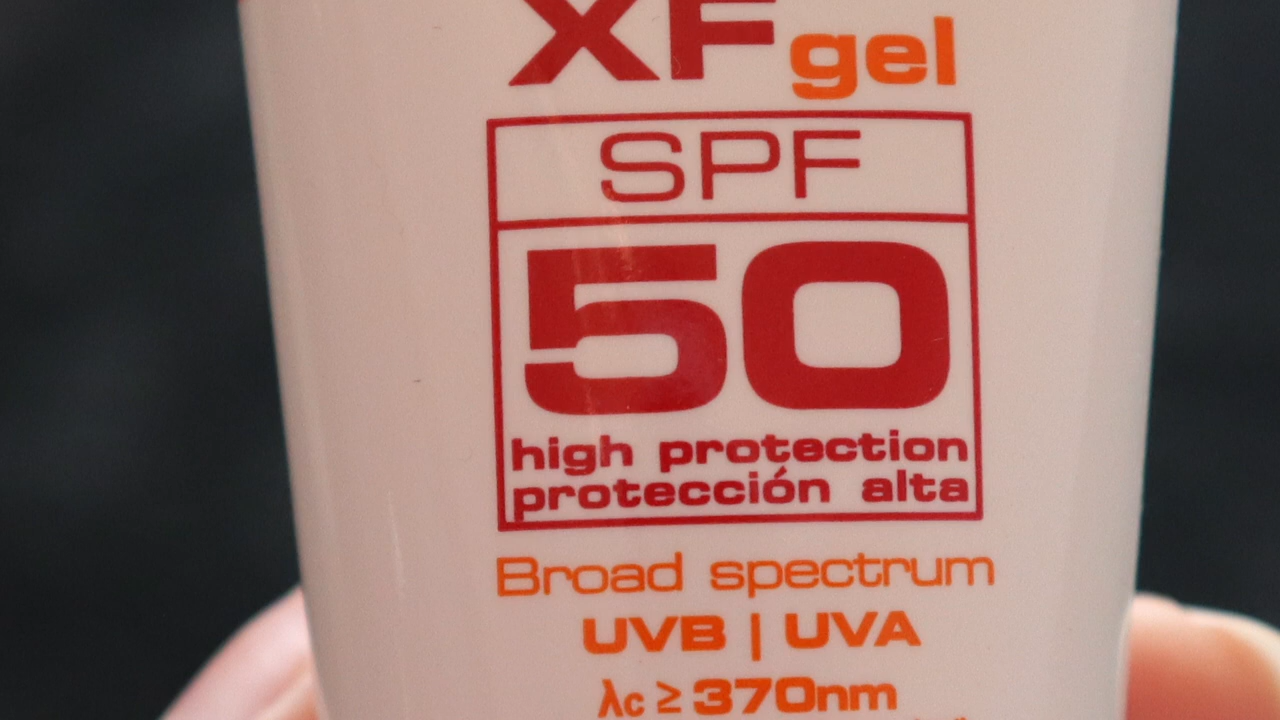 XF gel
SPF
50
high protection
protección alta
Broad spectrum
UVB | UVA
λc ≥ 370nm